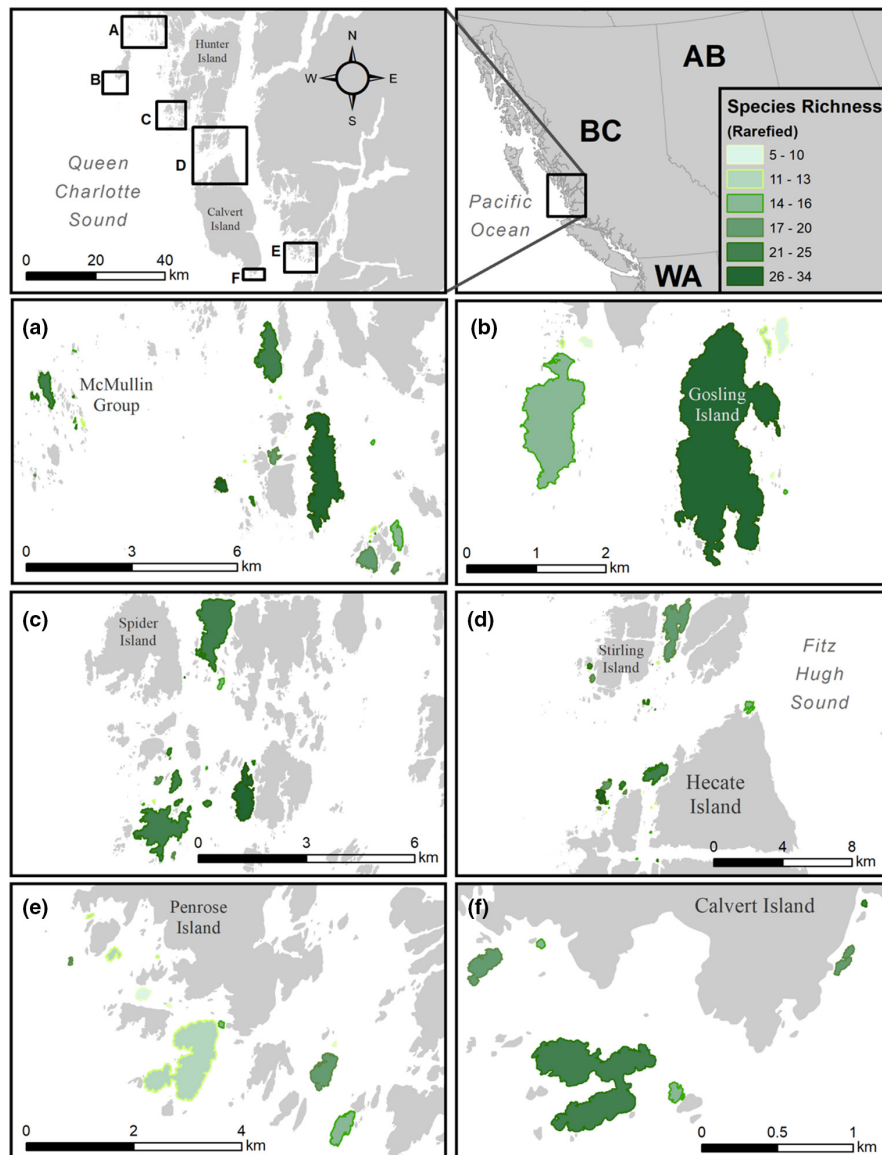 A
Hunter
Island
N
W
E
S
B
C
D
Queen
Charlotte
Sound
Calvert
Island
E
F
0 20 40
km
AB
BC
Pacific
Ocean
WA
Species Richness
(Rarefied)
5 - 10
11 - 13
14 - 16
17 - 20
21 - 25
26 - 34
(a)
McMullin
Group
0 3 6
km
(b)
Gosling
Island
0 1 2
km
(c)
Spider
Island
0 3 6
km
(d)
Stirling
Island
Fitz
Hugh
Sound
Hecate
Island
0 4 8
km
(e)
Penrose
Island
0 2 4
km
(f)
Calvert Island
0 0.5 1
km